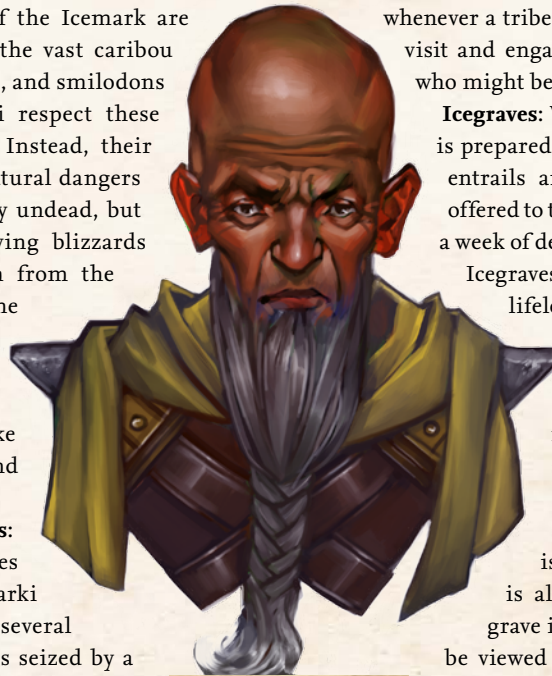 f the Icemark are
the vast caribou
, and smilodons
i respect these
Instead, their
tural dangers
y undead, but
ving blizzards
n from the
ne
ke
nd
s:
es
arki
several
s seized by a
whenever a tribe
visit and enga
who might be
Icegraves:
is prepared
entrails a
offered to t
a week of de
Icegraves
lifel
is
is al
grave i
be viewed